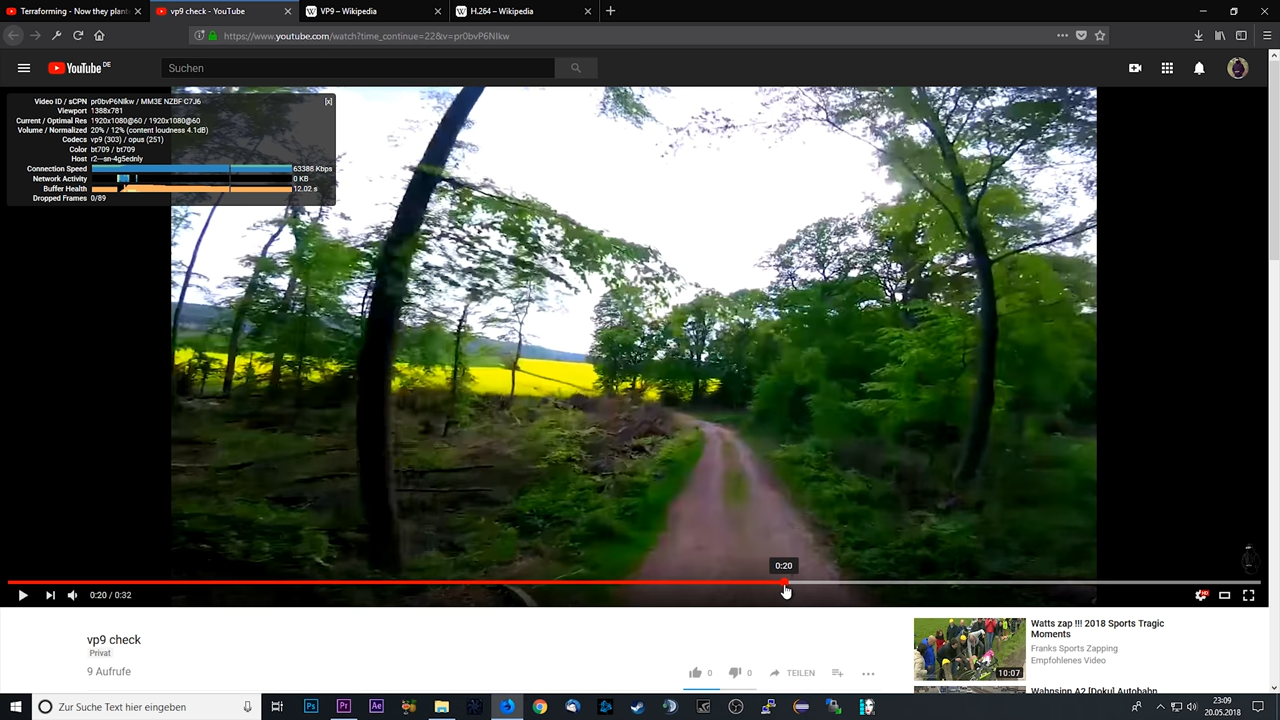 Terraforming - Now they plant
vp9 check - YouTube
VP9 – Wikipedia
H.264 – Wikipedia
https://www.youtube.com/watch?time_continue=22&v=pr0bvP6NIkw
YouTube DE
Suchen
Video ID / sCPN pr0bvP6NIkw / MM3E NZBF C7J6
[x]
Viewport 1388x781
Current / Optimal Res 1920x1080@60 / 1920x1080@60
Volume / Normalized 20% / 12% (content loudness 4.1dB)
Codecs vp9 (303) / opus (251)
Color bt709 / bt709
Host r2---sn-4g5ednly
Connection Speed 63388 Kbps
Network Activity 0 KB
Buffer Health 12.02 s
Dropped Frames 0/89
0:20
0:20 / 0:32
HD
vp9 check
Privat
9 Aufrufe
0
0
TEILEN
Watts zap !!! 2018 Sports Tragic
Moments
Franks Sports Zapping
Empfohlenes Video
10:07
Wahnsinn A2 [Doku] Autobahn
Zur Suche Text hier eingeben
Ps
Pr
Ae
23:09
20.05.2018